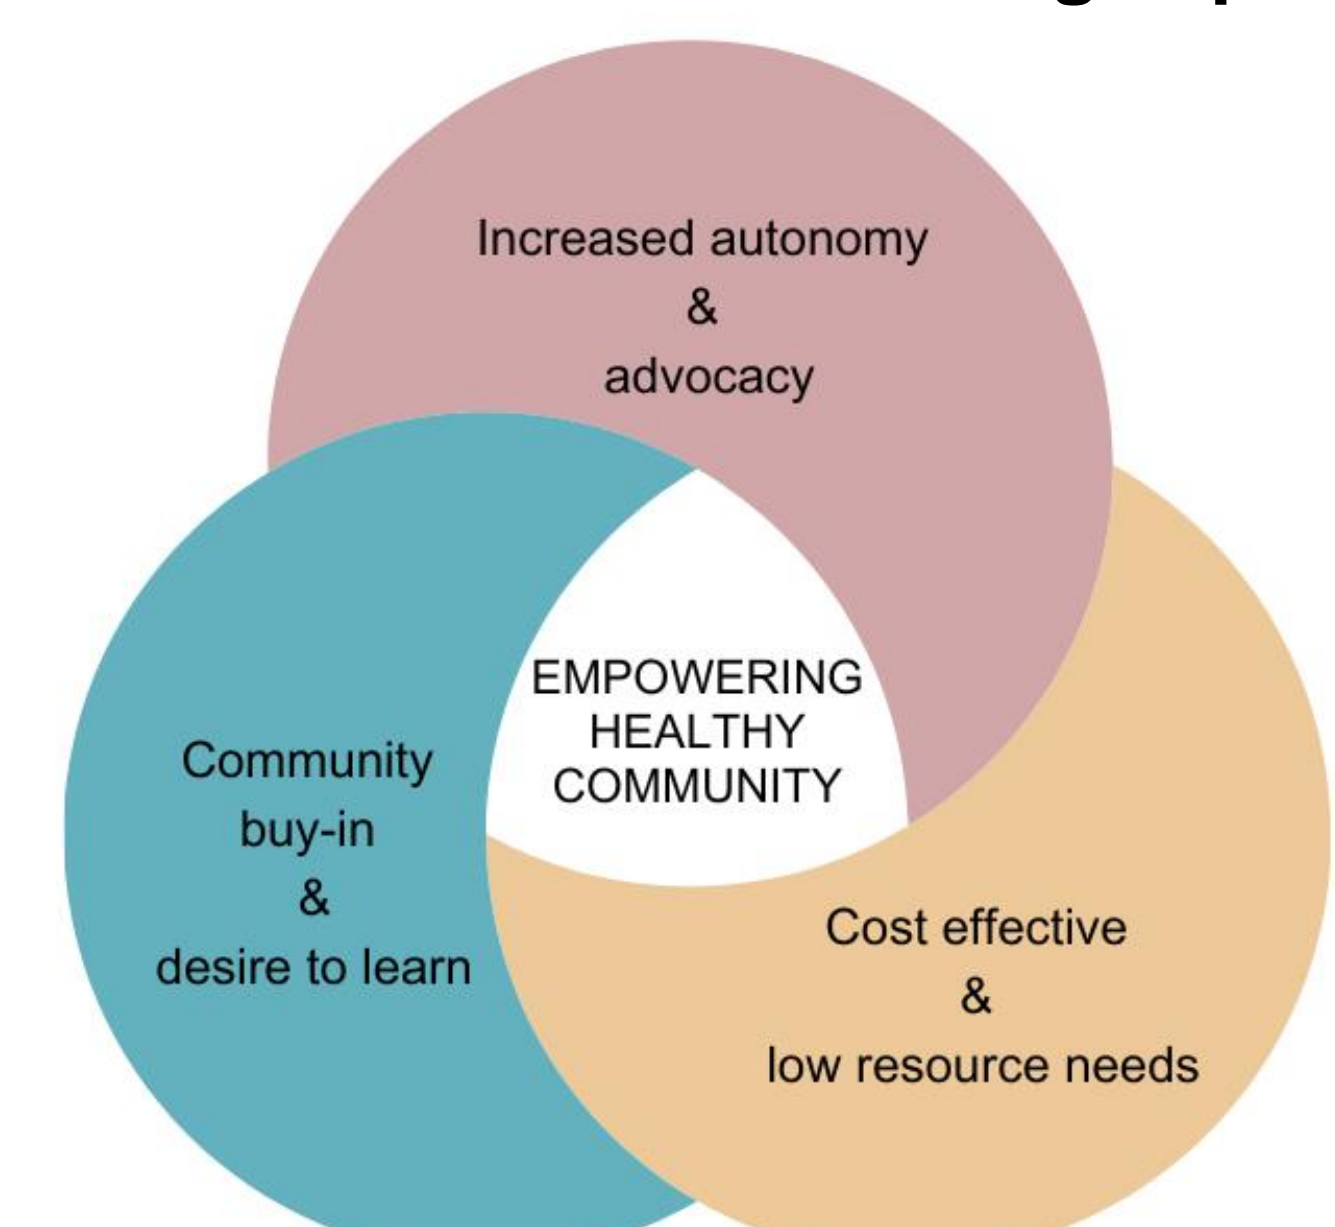 Increased autonomy
&
advocacy
EMPOWERING
HEALTHY
COMMUNITY
Community
buy-in
&
desire to learn
Cost effective
&
low resource needs